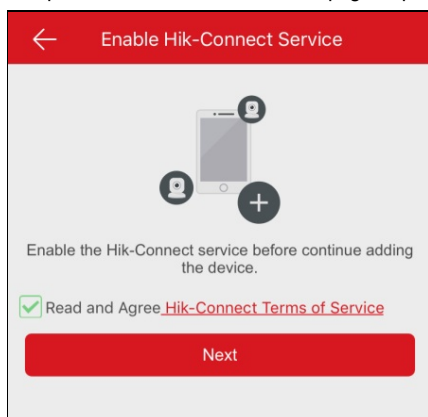 Enable Hik-Connect Service
Enable the Hik-Connect service before continue adding
the device.
Read and Agree Hik-Connect Terms of Service
Next